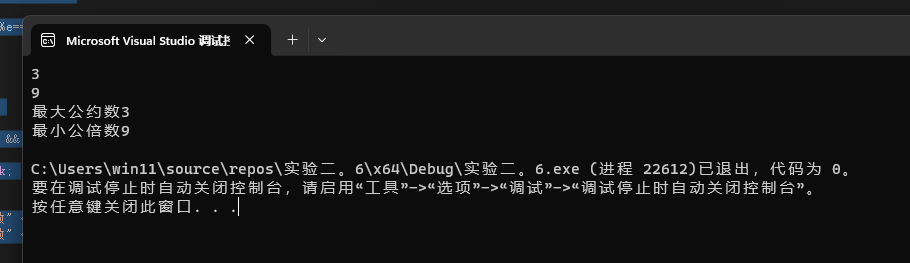 %e==
Microsoft Visual Studio 调试
3
9
最大公约数3
最小公倍数9
&&
k;
C:\Users\win11\source\repos\实验二。6\x64\Debug\实验二。6.exe (进程 22612)已退出，代码为 0。
要在调试停止时自动关闭控制台，请启用“工具”->“选项”->“调试”->“调试停止时自动关闭控制台”。
按任意键关闭此窗口. . .